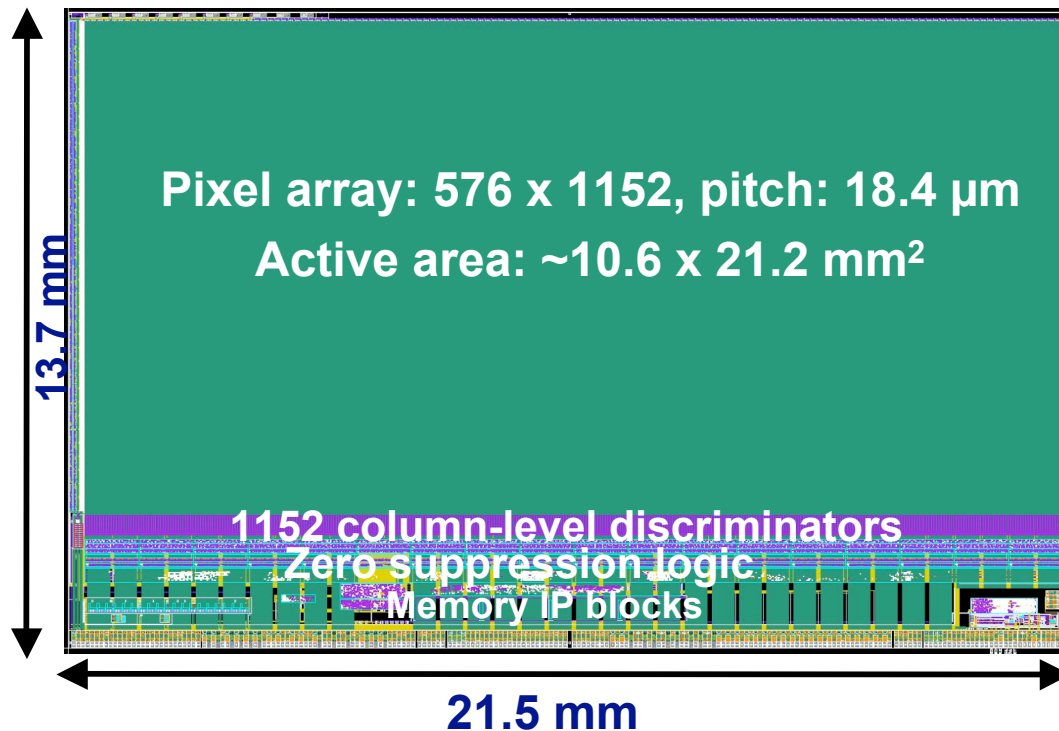 Pixel array: 576 x 1152, pitch: 18.4 µm
Active area: ~10.6 x 21.2 mm²
13.7 mm
1152 column-level discriminators
Zero suppression logic
Memory IP blocks
21.5 mm